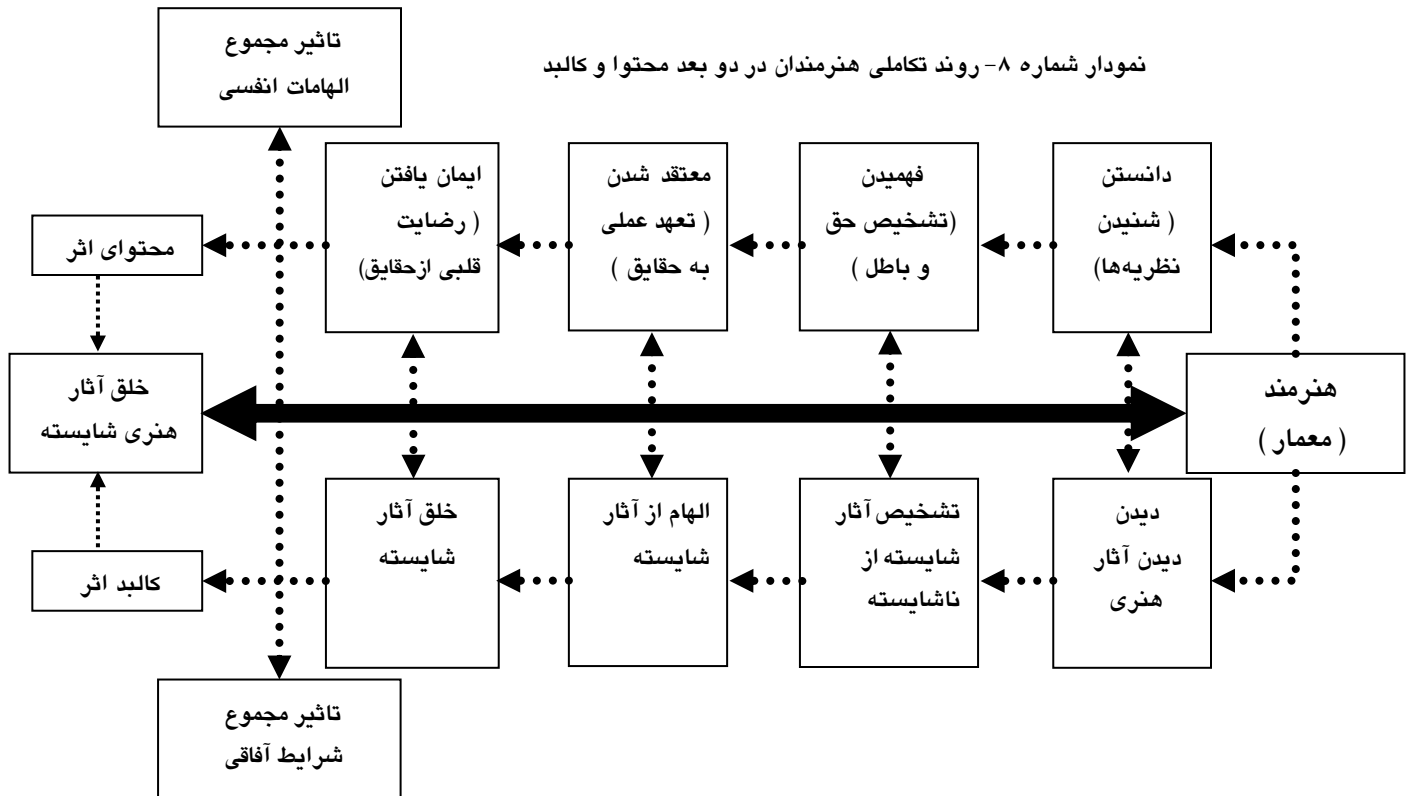 نمودار شماره ۸- روند تکاملی هنرمندان در دو بعد محتوا و کالبد
تاثیر مجموع
الهامات انفسی
دانستن
( شنیدن
نظریه‌ها)
فهمیدن
(تشخیص حق
و باطل )
معتقد شدن
( تعهد عملی
به حقایق )
ایمان یافتن
( رضایت
قلبی ازحقایق)
محتوای اثر
هنرمند
( معمار )
خلق آثار
هنری شایسته
دیدن
دیدن آثار
هنری
تشخیص آثار
شایسته از
ناشایسته
الهام از آثار
شایسته
خلق آثار
شایسته
کالبد اثر
تاثیر مجموع
شرایط آفاقی